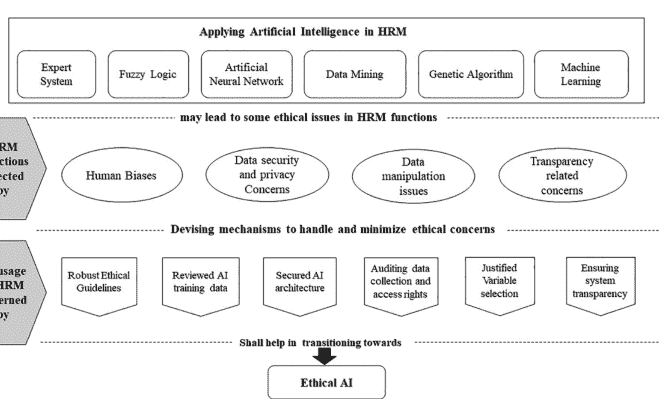 Applying Artificial Intelligence in HRM
Expert
System
Fuzzy Logic
Artificial
Neural Network
Data Mining
Genetic Algorithm
Machine
Learning
may lead to some ethical issues in HRM functions
Human Biases
Data security
and privacy
Concerns
Data
manipulation
issues
Transparency
related
concerns
Devising mechanisms to handle and minimize ethical concerns
Robust Ethical
Guidelines
Reviewed AI
training data
Secured AI
architecture
Auditing data
collection and
access rights
Justified
Variable
selection
Ensuring
system
transparency
Shall help in transitioning towards
Ethical AI